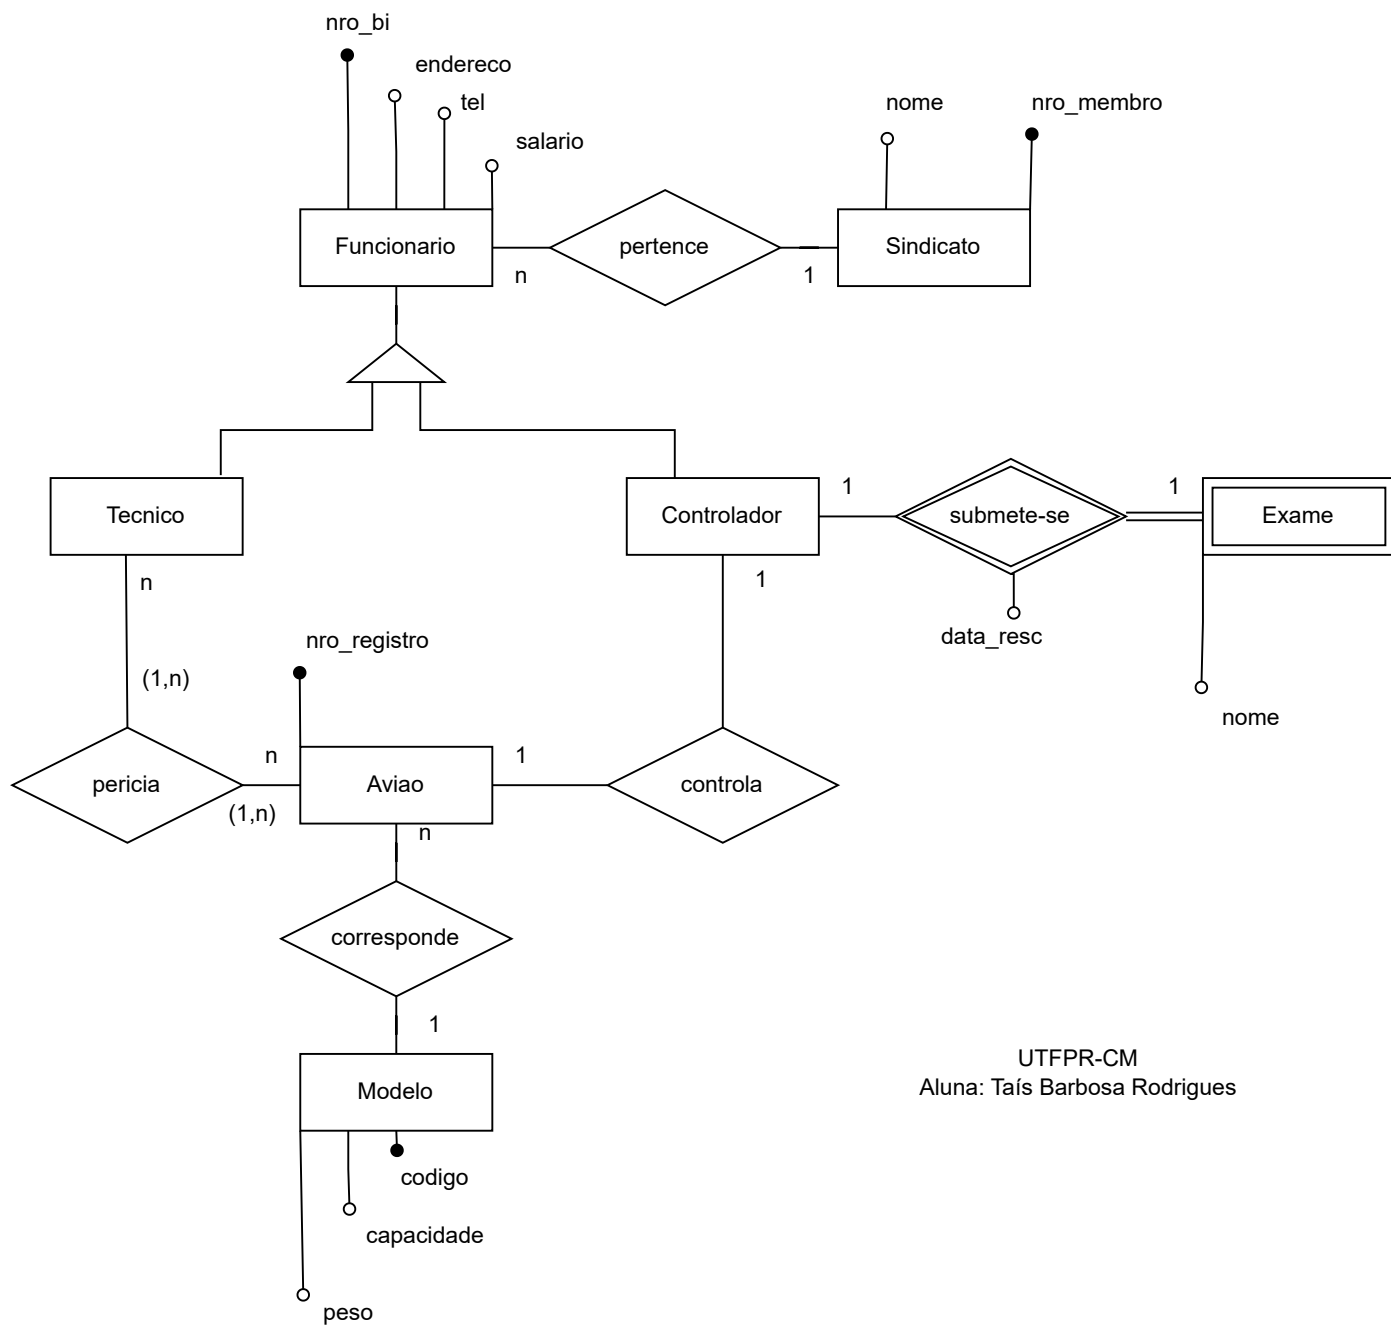 nro_bi
endereco
tel
salario
nome
nro_membro
Funcionario
n
pertence
1
Sindicato
Tecnico
n
Controlador
1
submete-se
1
Exame
1
data_resc
nome
nro_registro
(1,n)
pericia
n
(1,n)
Aviao
1
controla
n
corresponde
1
Modelo
codigo
capacidade
peso
UTFPR-CM
Aluna: Taís Barbosa Rodrigues